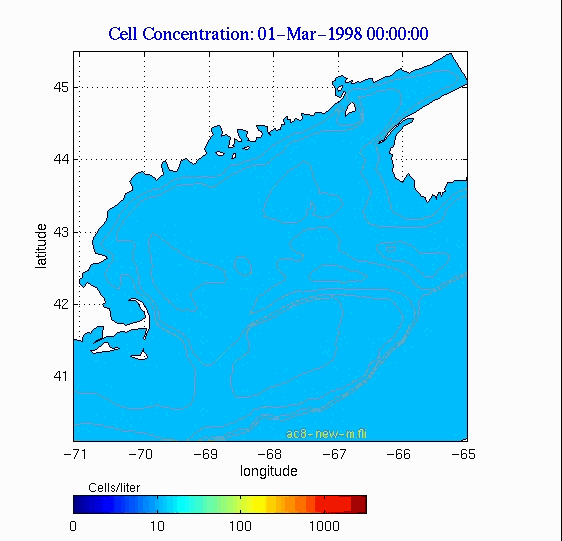 Cell Concentration: 01-Mar-1998 00:00:00
45
44
43
42
41
latitude
ac8-new-m.fli
-71 -70 -69 -68 -67 -66 -65
longitude
Cells/liter
0 10 100 1000